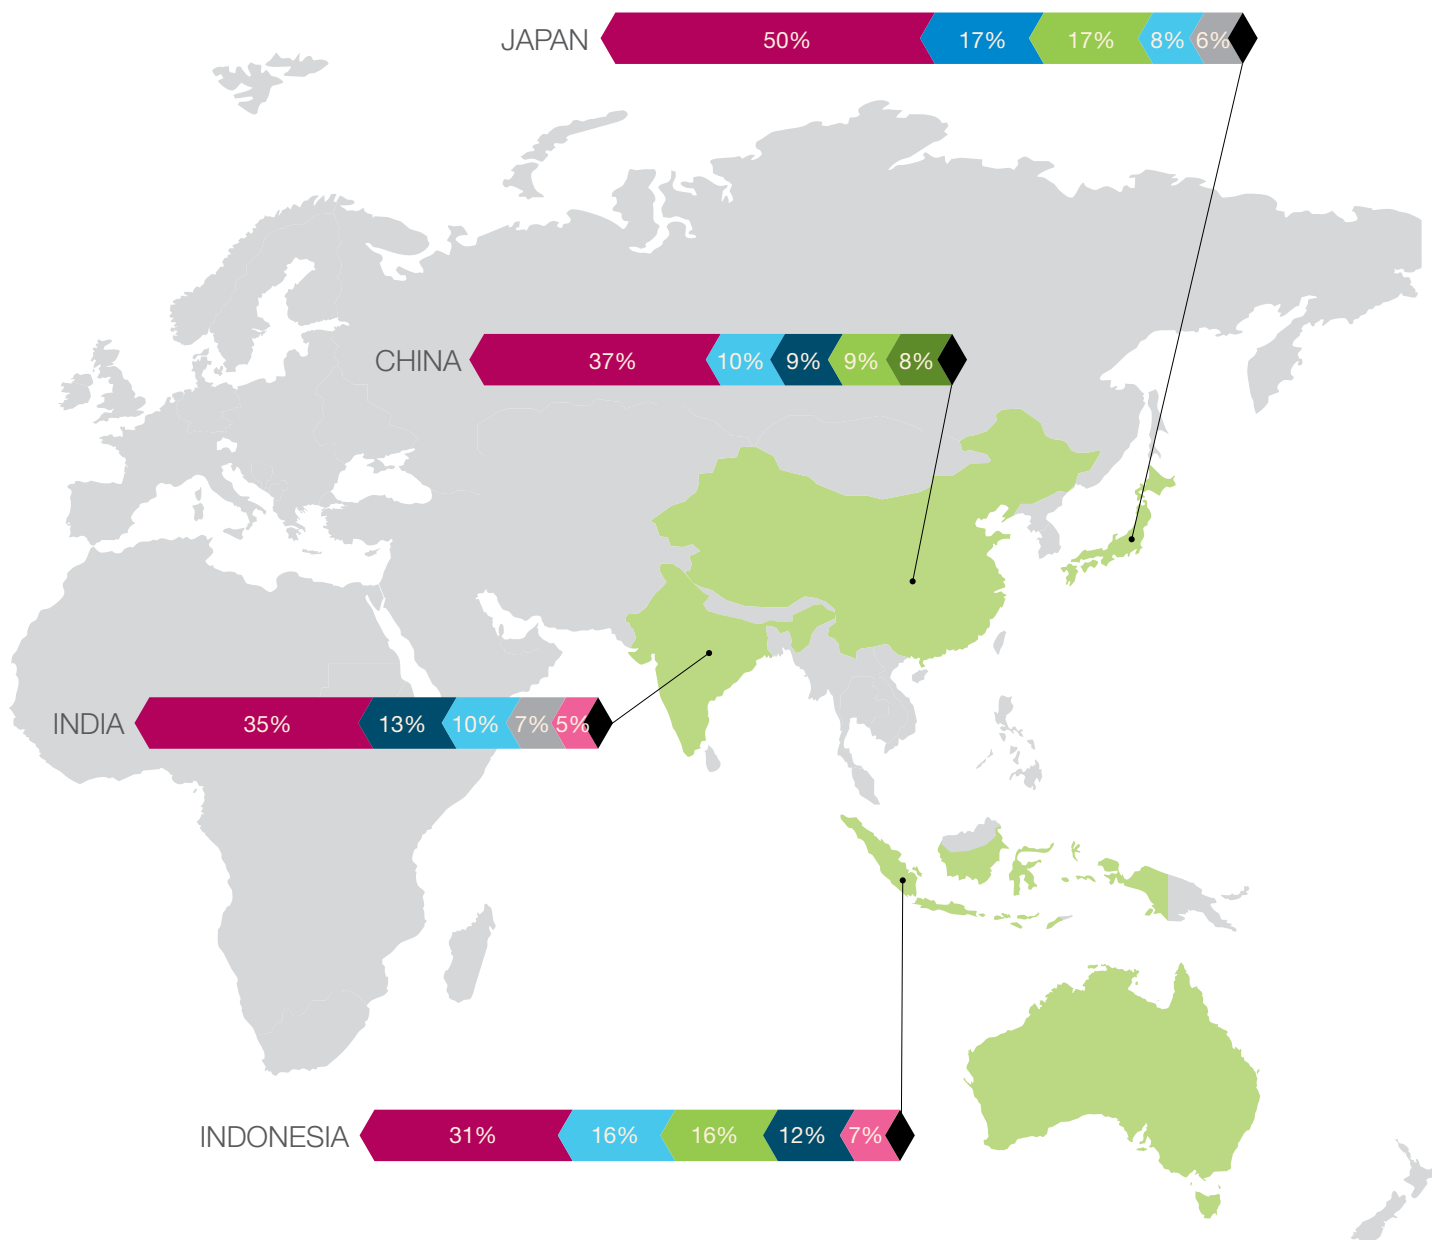 JAPAN 50% 17% 17% 8% 6%
CHINA 37% 10% 9% 9% 8%
INDIA 35% 13% 10% 7% 5%
INDONESIA 31% 16% 16% 12% 7%